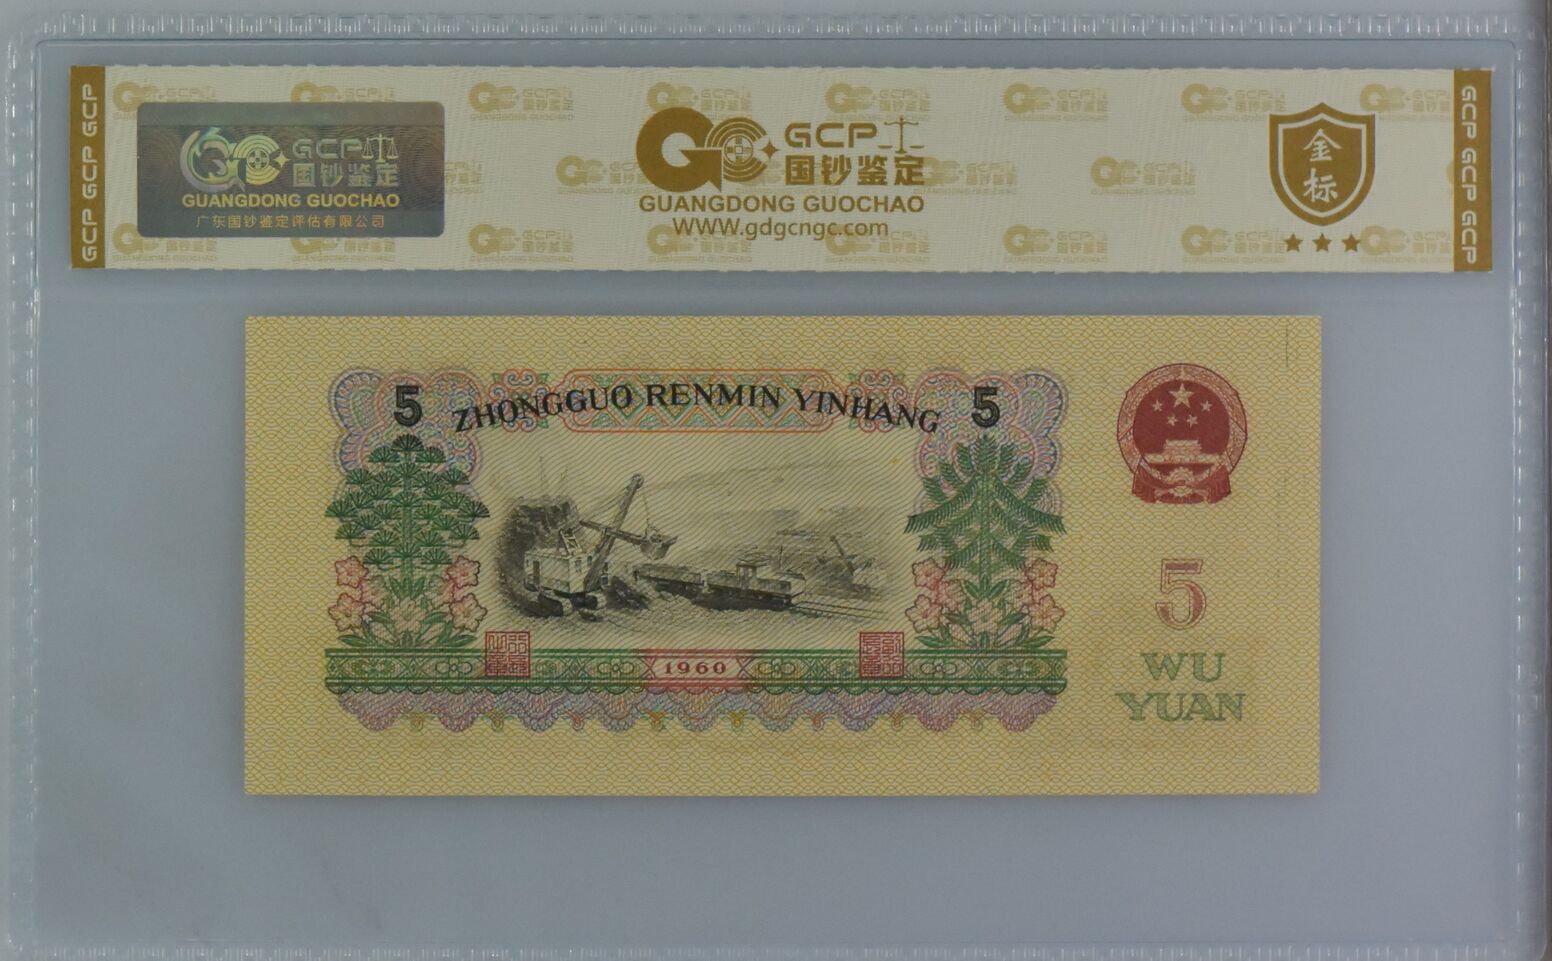 GCP
国钞鉴定
GUANGDONG GUOCHAO
广东国钞鉴定评估有限公司
GCP
国钞鉴定
GUANGDONG GUOCHAO
WWW.gdgcngc.com
金
标
GCP GCP GCP
GCP GCP GCP
5 ZHONGGUO RENMIN YINHANG 5
1960
5
WU
YUAN